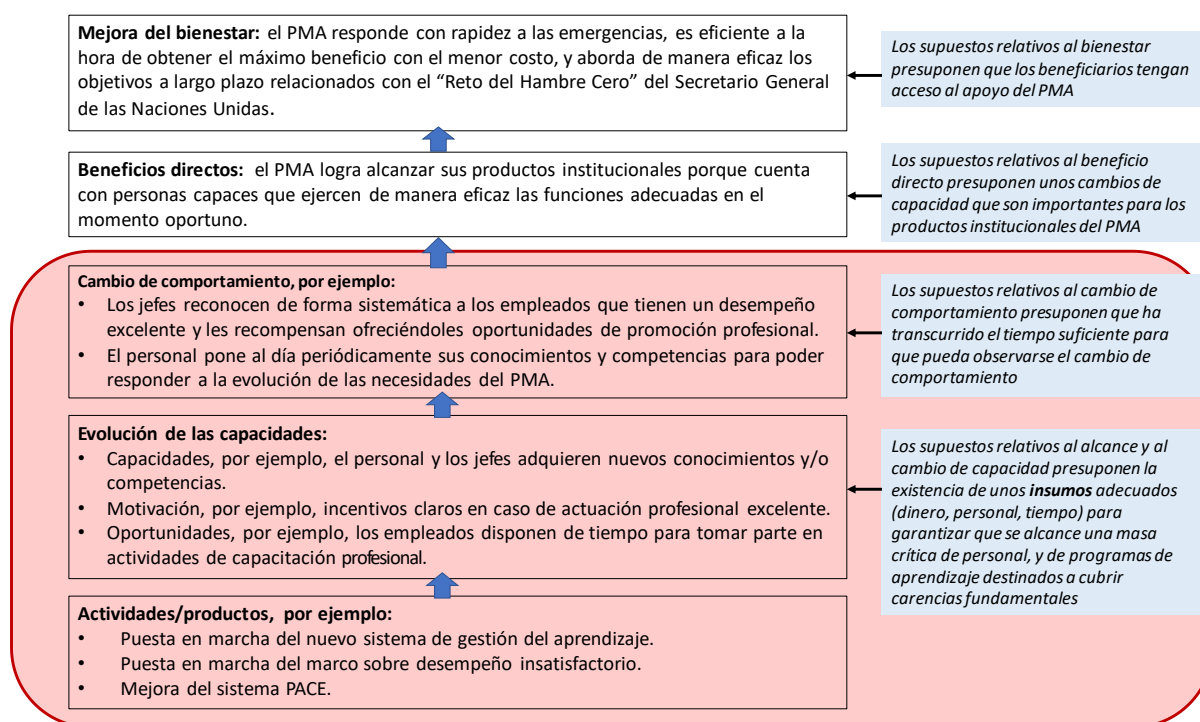 Mejora del bienestar: el PMA responde con rapidez a las emergencias, es eficiente a la
hora de obtener el máximo beneficio con el menor costo, y aborda de manera eficaz los
objetivos a largo plazo relacionados con el “Reto del Hambre Cero” del Secretario General
de las Naciones Unidas.
Los supuestos relativos al bienestar
presuponen que los beneficiarios tengan
acceso al apoyo del PMA
Beneficios directos: el PMA logra alcanzar sus productos institucionales porque cuenta
con personas capaces que ejercen de manera eficaz las funciones adecuadas en el
momento oportuno.
Los supuestos relativos al beneficio
directo presuponen unos cambios de
capacidad que son importantes para los
productos institucionales del PMA
Cambio de comportamiento, por ejemplo:
• Los jefes reconocen de forma sistemática a los empleados que tienen un desempeño
excelente y les recompensan ofreciéndoles oportunidades de promoción profesional.
• El personal pone al día periódicamente sus conocimientos y competencias para poder
responder a la evolución de las necesidades del PMA.
Los supuestos relativos al cambio de
comportamiento presuponen que ha
transcurrido el tiempo suficiente para
que pueda observarse el cambio de
comportamiento
Evolución de las capacidades:
• Capacidades, por ejemplo, el personal y los jefes adquieren nuevos conocimientos y/o
competencias.
• Motivación, por ejemplo, incentivos claros en caso de actuación profesional excelente.
• Oportunidades, por ejemplo, los empleados disponen de tiempo para tomar parte en
actividades de capacitación profesional.
Los supuestos relativos al alcance y al
cambio de capacidad presuponen la
existencia de unos insumos adecuados
(dinero, personal, tiempo) para
garantizar que se alcance una masa
crítica de personal, y de programas de
aprendizaje destinados a cubrir
carencias fundamentales
Actividades/productos, por ejemplo:
• Puesta en marcha del nuevo sistema de gestión del aprendizaje.
• Puesta en marcha del marco sobre desempeño insatisfactorio.
• Mejora del sistema PACE.